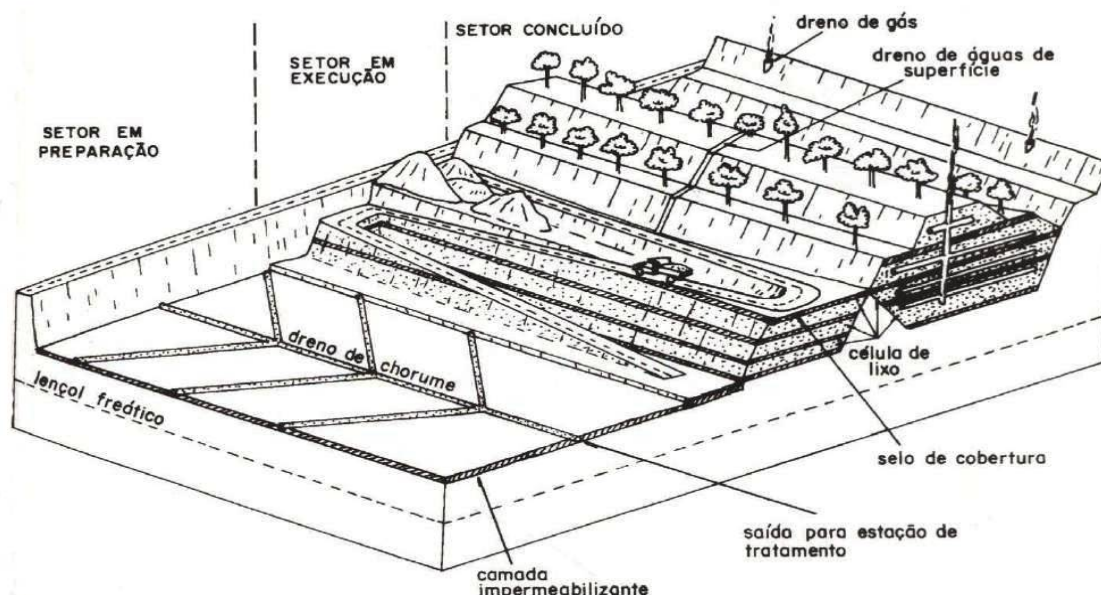 SETOR EM
PREPARAÇÃO
SETOR EM
EXECUÇÃO
SETOR CONCLUÍDO
dreno de gás
dreno de águas de
superfície
dreno de chorume
lençol freático
célula de
lixo
selo de cobertura
saída para estação de
tratamento
camada
impermeabilizante